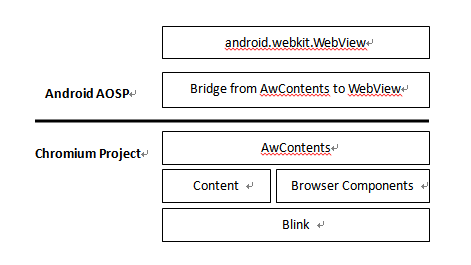 android.webkit.WebView
Android AOSP
Bridge from AwContents to WebView
Chromium Project
AwContents
Content
Browser Components
Blink